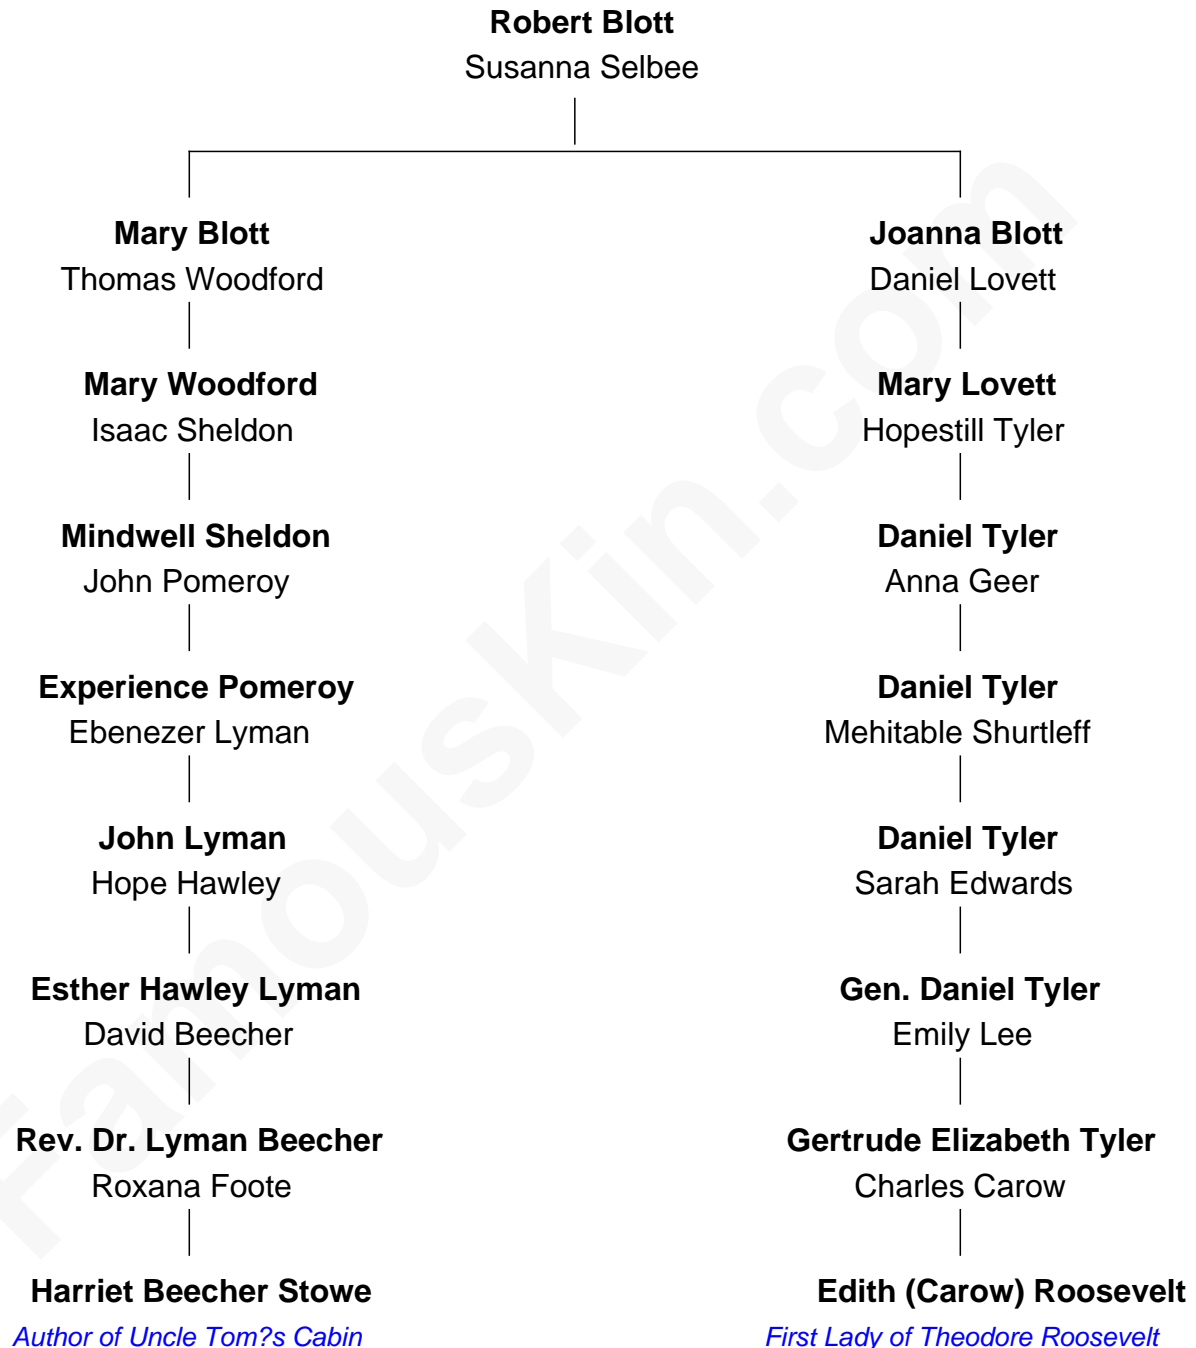 Robert Blott
Susanna Selbee
Mary Blott
Thomas Woodford
Joanna Blott
Daniel Lovett
Mary Woodford
Isaac Sheldon
Mary Lovett
Hopestill Tyler
Mindwell Sheldon
John Pomeroy
Daniel Tyler
Anna Geer
Experience Pomeroy
Ebenezer Lyman
Daniel Tyler
Mehitable Shurtleff
John Lyman
Hope Hawley
Daniel Tyler
Sarah Edwards
Esther Hawley Lyman
David Beecher
Gen. Daniel Tyler
Emily Lee
Rev. Dr. Lyman Beecher
Roxana Foote
Gertrude Elizabeth Tyler
Charles Carow
Harriet Beecher Stowe
Author of Uncle Tom?s Cabin
Edith (Carow) Roosevelt
First Lady of Theodore Roosevelt
FamousKin.com